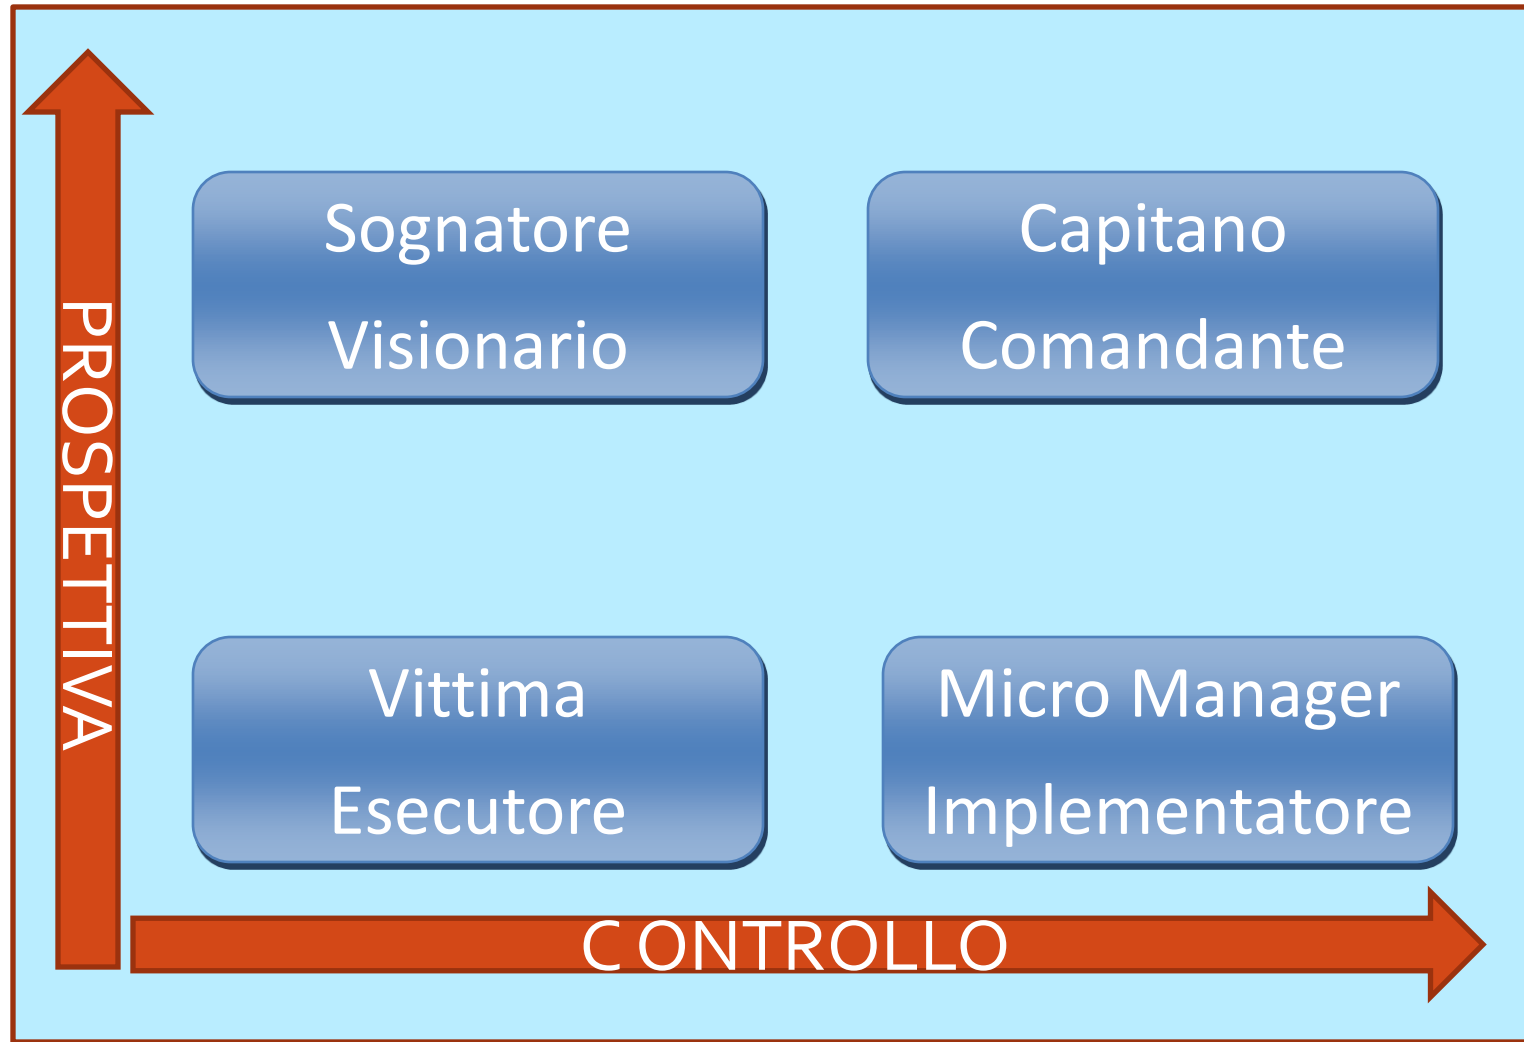 PROSPETTIVA
Sognatore
Visionario
Capitano
Comandante
Vittima
Esecutore
Micro Manager
Implementatore
C ONTROLLO